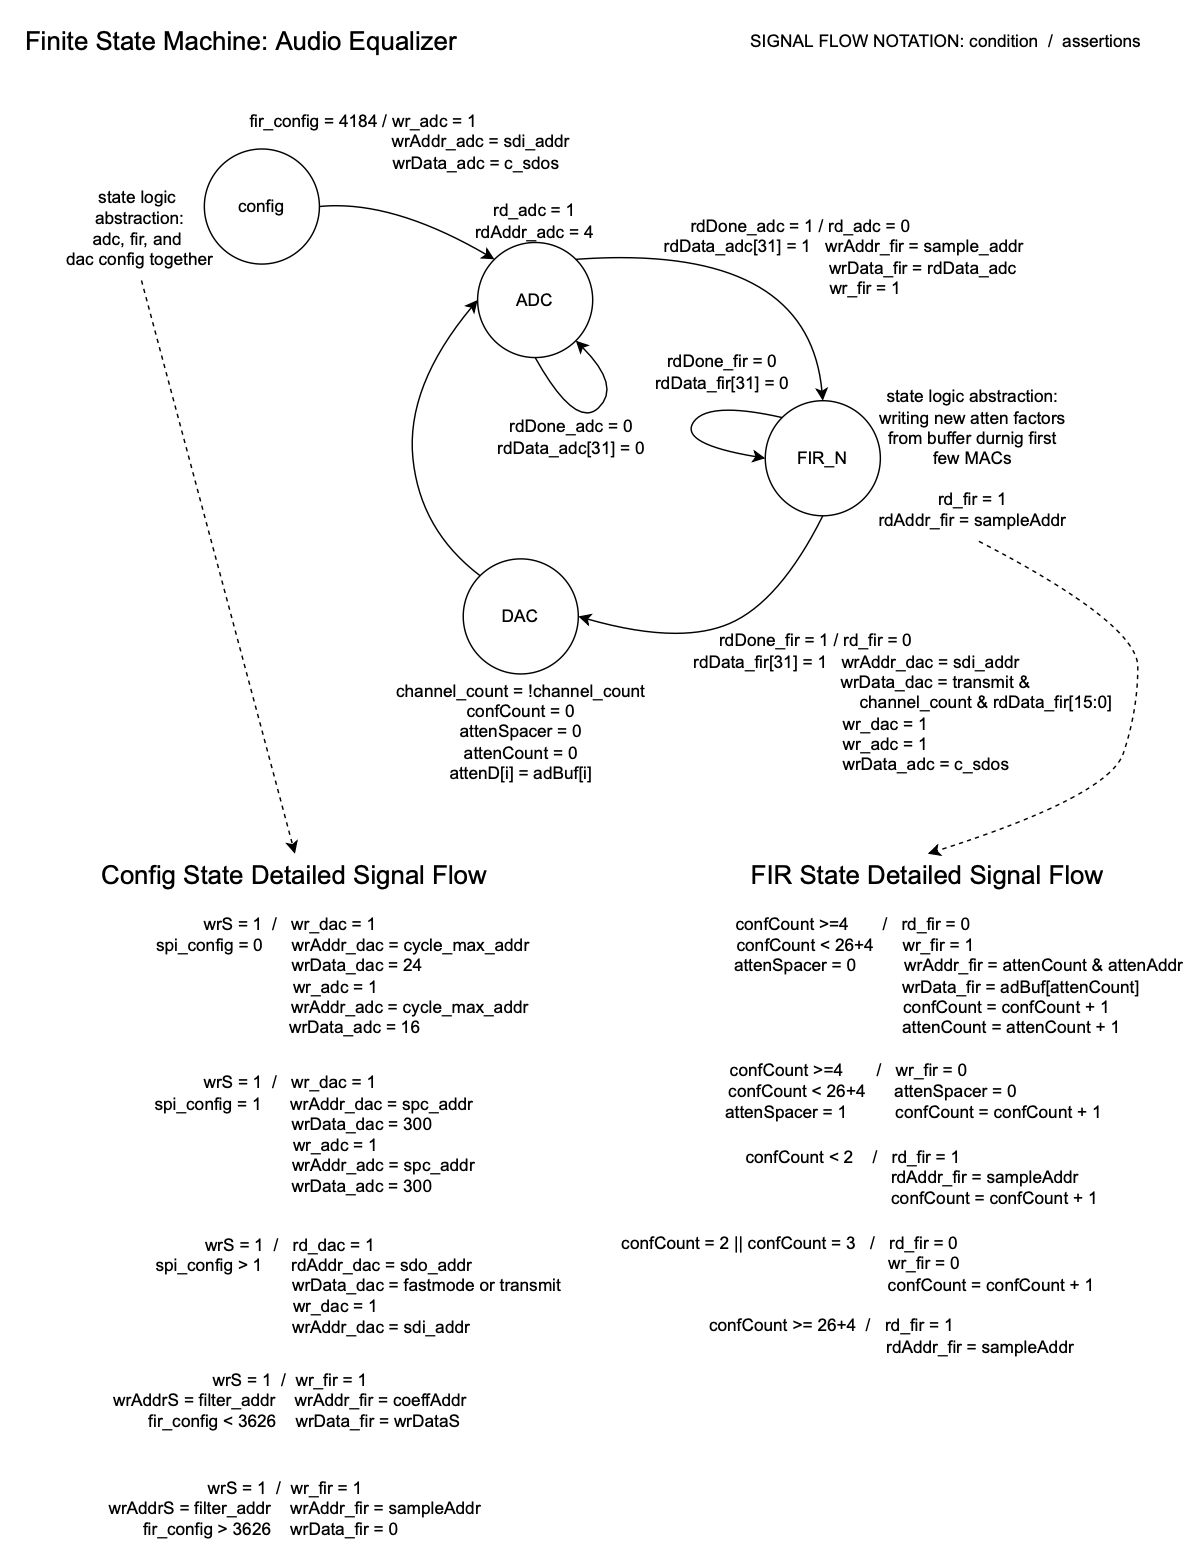 Finite State Machine: Audio Equalizer
SIGNAL FLOW NOTATION: condition / assertions
fir_config = 4184 / wr_adc = 1
wrAddr_adc = sdi_addr
wrData_adc = c_sdos
config
state logic
abstraction:
adc, fir, and
dac config together
rd_adc = 1
rdAddr_adc = 4
ADC
rdDone_adc = 0
rdData_adc[31] = 0
rdDone_adc = 1 / rd_adc = 0
rdData_adc[31] = 1 wrAddr_fir = sample_addr
wrData_fir = rdData_adc
wr_fir = 1
rdDone_fir = 0
rdData_fir[31] = 0
FIR_N
state logic abstraction:
writing new atten factors
from buffer durnig first
few MACs
rd_fir = 1
rdAddr_fir = sampleAddr
DAC
channel_count = !channel_count
confCount = 0
attenSpacer = 0
attenCount = 0
attenD[i] = adBuf[i]
rdDone_fir = 1 / rd_fir = 0
rdData_fir[31] = 1 wrAddr_dac = sdi_addr
wrData_dac = transmit &
channel_count & rdData_fir[15:0]
wr_dac = 1
wr_adc = 1
wrData_adc = c_sdos
Config State Detailed Signal Flow
wrS = 1 / wr_dac = 1
spi_config = 0 wrAddr_dac = cycle_max_addr
wrData_dac = 24
wr_adc = 1
wrAddr_adc = cycle_max_addr
wrData_adc = 16
wrS = 1 / wr_dac = 1
spi_config = 1 wrAddr_dac = spc_addr
wrData_dac = 300
wr_adc = 1
wrAddr_adc = spc_addr
wrData_adc = 300
wrS = 1 / rd_dac = 1
spi_config > 1 rdAddr_dac = sdo_addr
wrData_dac = fastmode or transmit
wr_dac = 1
wrAddr_dac = sdi_addr
wrS = 1 / wr_fir = 1
wrAddrS = filter_addr wrAddr_fir = coeffAddr
fir_config < 3626 wrData_fir = wrDataS
wrS = 1 / wr_fir = 1
wrAddrS = filter_addr wrAddr_fir = sampleAddr
fir_config > 3626 wrData_fir = 0
FIR State Detailed Signal Flow
confCount >=4 / rd_fir = 0
confCount < 26+4 wr_fir = 1
attenSpacer = 0 wrAddr_fir = attenCount & attenAddr
wrData_fir = adBuf[attenCount]
confCount = confCount + 1
attenCount = attenCount + 1
confCount >=4 / wr_fir = 0
confCount < 26+4 attenSpacer = 0
attenSpacer = 1 confCount = confCount + 1
confCount < 2 / rd_fir = 1
rdAddr_fir = sampleAddr
confCount = confCount + 1
confCount = 2 || confCount = 3 / rd_fir = 0
wr_fir = 0
confCount = confCount + 1
confCount >= 26+4 / rd_fir = 1
rdAddr_fir = sampleAddr